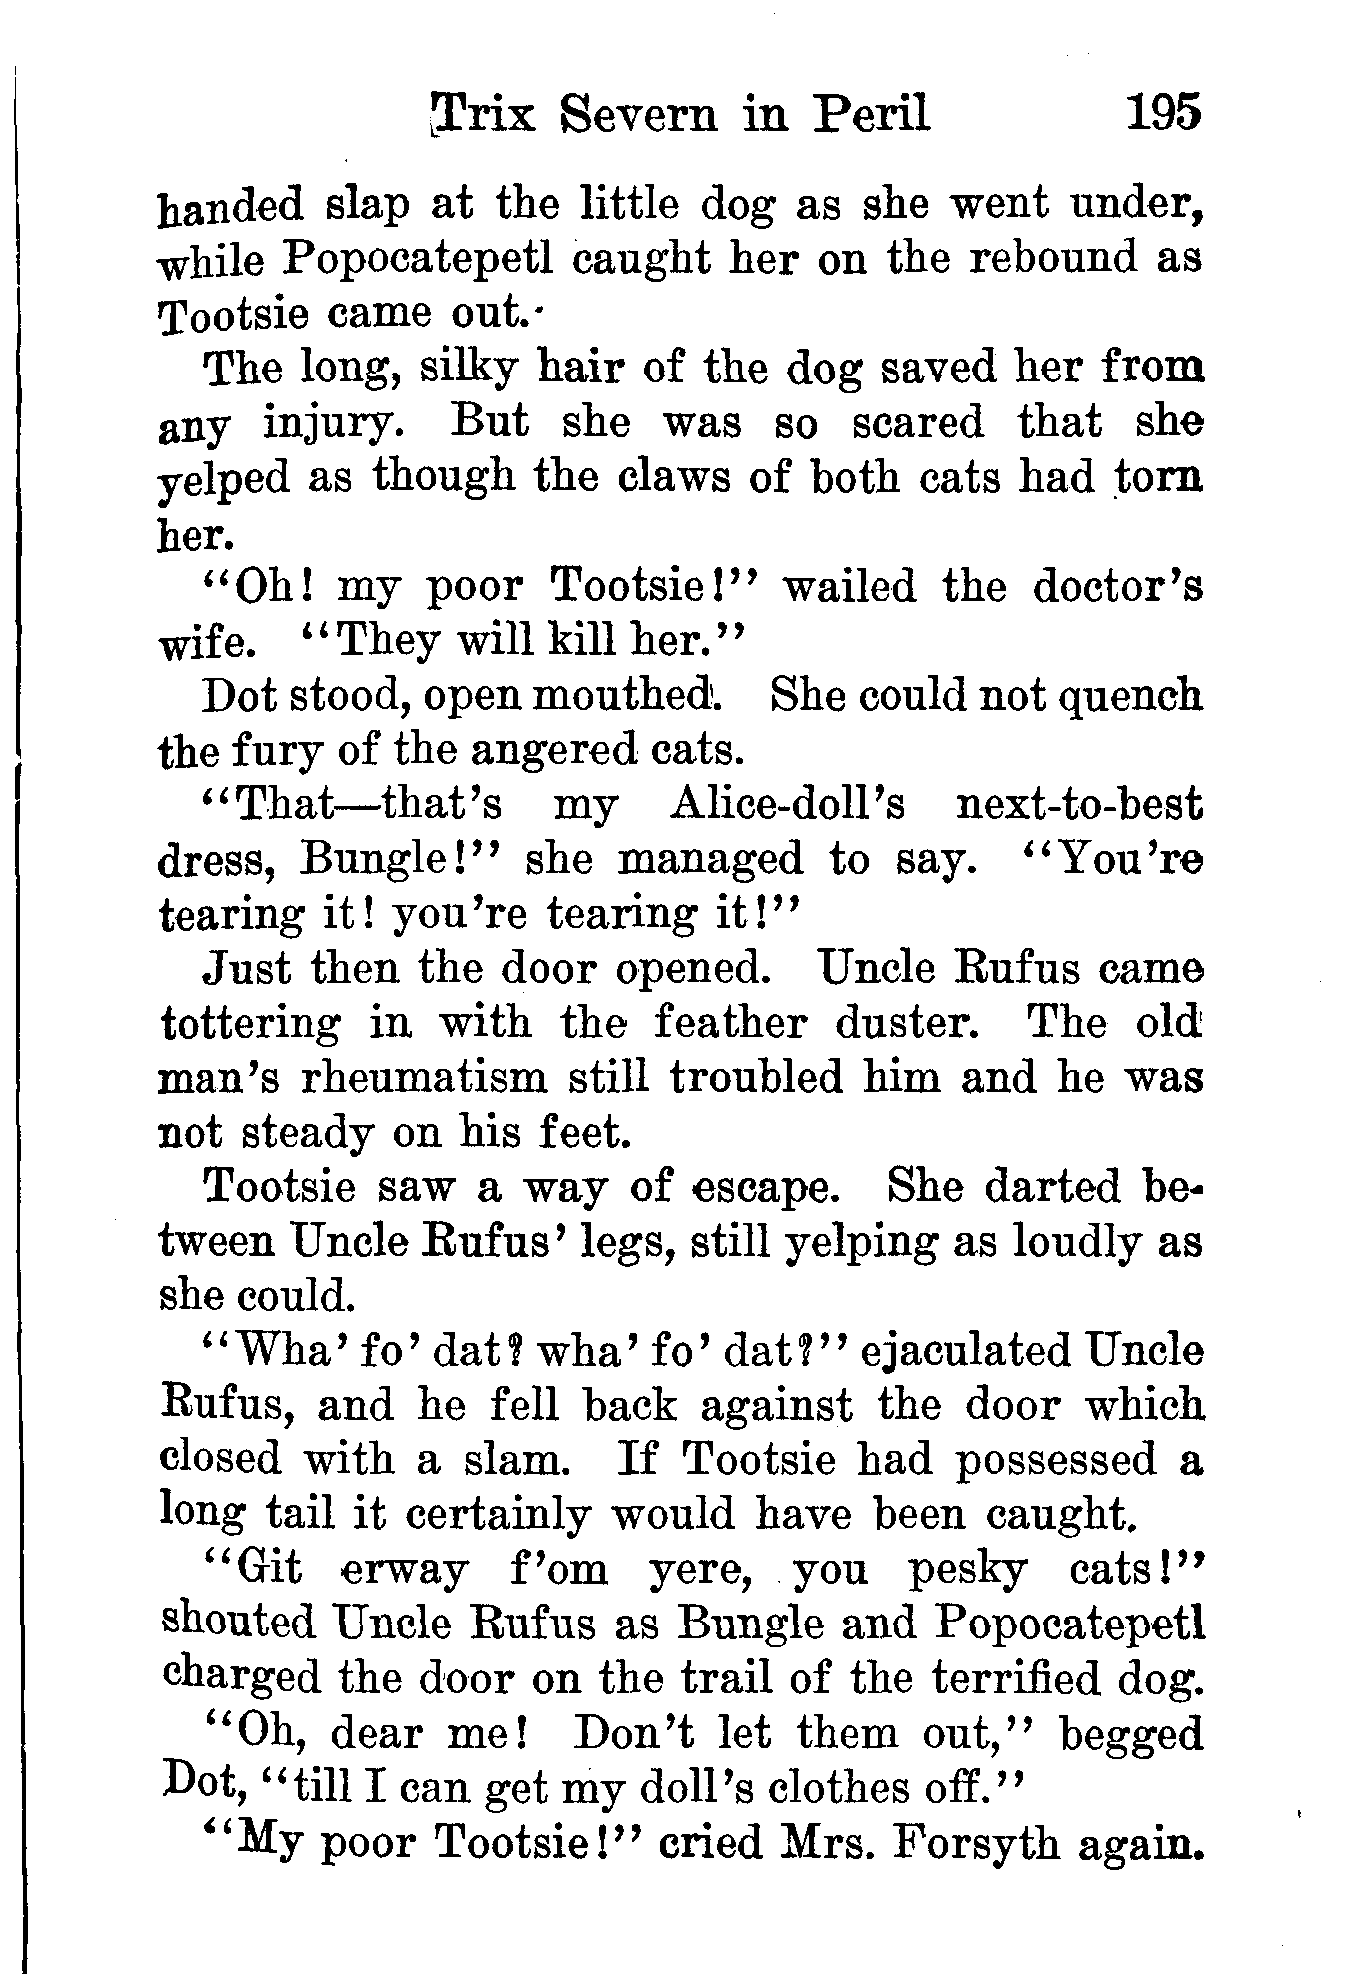 Trix Severn in Peril 195
handed slap at the little dog as she went under,
while Popocatepetl caught her on the rebound as
Tootsie came out.
The long, silky hair of the dog saved her from
any injury. But she was so scared that she
yelped as though the claws of both cats had torn
her.
"Oh! my poor Tootsie!" wailed the doctor's
wife. "They will kill her."
Dot stood, open mouthed. She could not quench
the fury of the angered cats.
"That—that's my Alice-doll's next-to-best
dress, Bungle!" she managed to say. "You're
tearing it! you're tearing it!"
Just then the door opened. Uncle Rufus came
tottering in with the feather duster. The old
man's rheumatism still troubled him and he was
not steady on his feet.
Tootsie saw a way of escape. She darted be-
tween Uncle Rufus' legs, still yelping as loudly as
she could.
"Wha' fo' dat? wha' fo' dat?" ejaculated Uncle
Rufus, and he fell back against the door which
closed with a slam. If Tootsie had possessed a
long tail it certainly would have been caught.
"Git erway f'om yere, you pesky cats!"
shouted Uncle Rufus as Bungle and Popocatepetl
charged the door on the trail of the terrified dog.
"Oh, dear me! Don't let them out," begged
Dot, "till I can get my doll's clothes off."
"My poor Tootsie!" cried Mrs. Forsyth again.